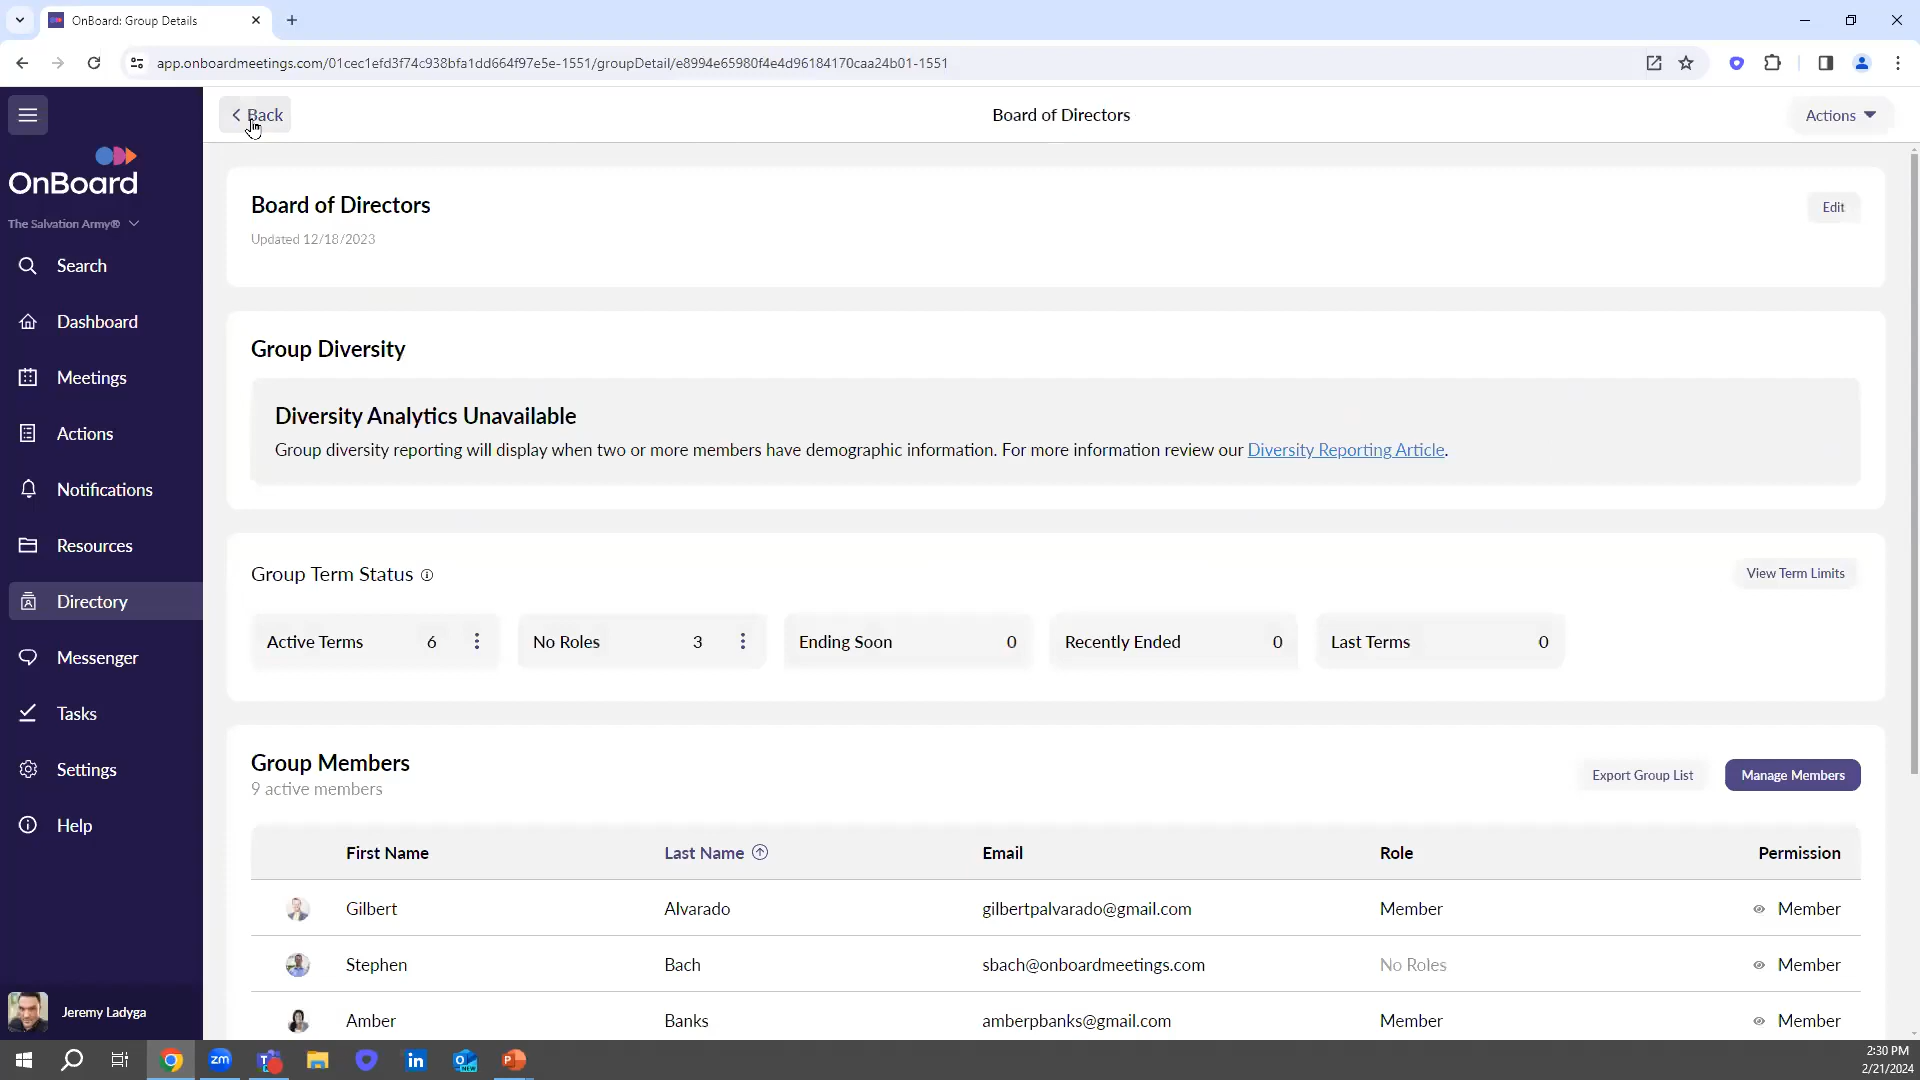 OnBoard: Group Details
app.onboardmeetings.com/01cec1efd3f74c938bfa1dd664f97e5e-1551/groupDetail/e8994e65980f4e4d96184170caa24b01-1551
Back
Board of Directors
Actions
OnBoard
The Salvation Army®
Search
Dashboard
Meetings
Actions
Notifications
Resources
Directory
Messenger
Tasks
Settings
Help
Jeremy Ladyga
Board of Directors
Edit
Updated 12/18/2023
Group Diversity
Diversity Analytics Unavailable
Group diversity reporting will display when two or more members have demographic information. For more information review our Diversity Reporting Article.
Group Term Status
View Term Limits
Active Terms 6 No Roles 3 Ending Soon 0 Recently Ended 0 Last Terms 0
Group Members
9 active members
Export Group List
Manage Members
First Name Last Name Email Role Permission
Gilbert Alvarado gilbertpalvarado@gmail.com Member Member
Stephen Bach sbach@onboardmeetings.com No Roles Member
Amber Banks amberpbanks@gmail.com Member Member
zm
NEW
2:30 PM
2/21/2024